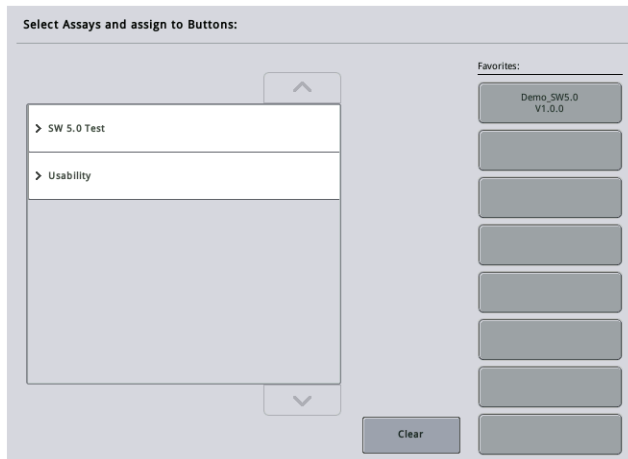 Select Assays and assign to Buttons:
Favorites:
Demo_SW5.0
V1.0.0
SW 5.0 Test
Usability
Clear